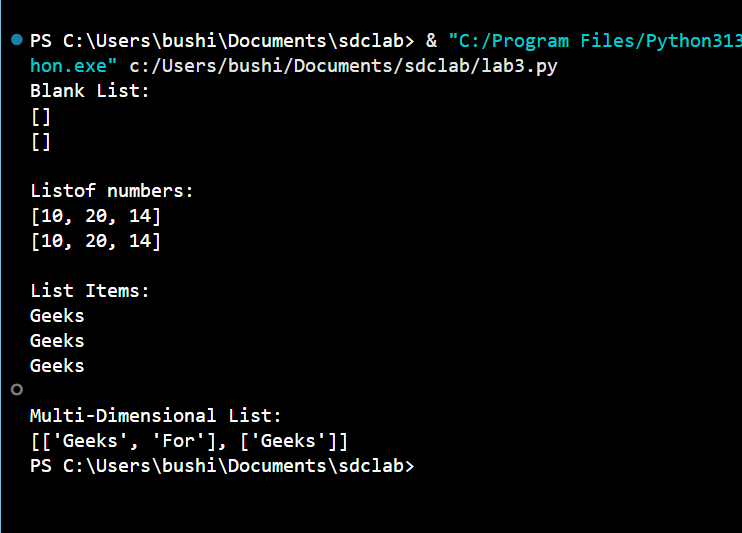 PS C:\Users\bushi\Documents\sdclab> & "C:/Program Files/Python313
hon.exe" c:/Users/bushi/Documents/sdclab/lab3.py
Blank List:
[]
[]
Listof numbers:
[10, 20, 14]
[10, 20, 14]
List Items:
Geeks
Geeks
Geeks
Multi-Dimensional List:
[['Geeks', 'For'], ['Geeks']]
PS C:\Users\bushi\Documents\sdclab>